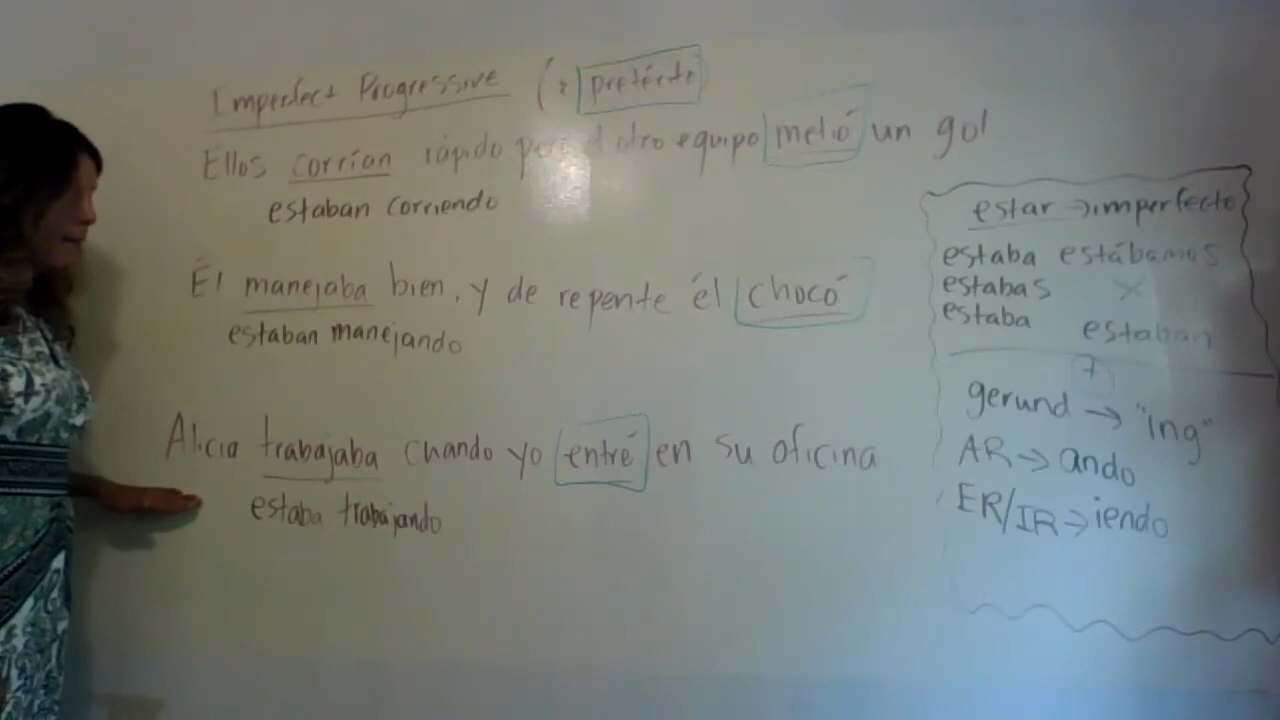 Imperfect Progressive (+ pretérito
Ellos corrían rápido pero el otro equipo metió un gol
estaban corriendo
Él manejaba bien, y de repente él chocó
estaban manejando
Alicia trabajaba cuando yo entré en su oficina
estaba trabajando
estar → imperfecto
estaba estábamos
estabas X
estaba estaban
+
gerund → "ing"
AR → ando
ER/IR → iendo